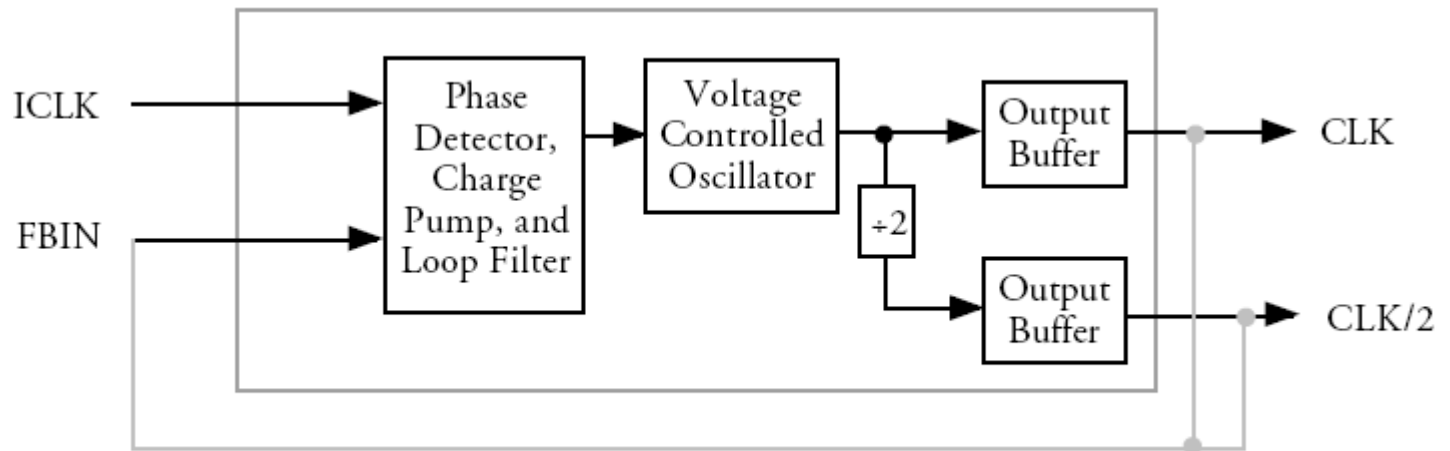 ICLK
FBIN
Phase
Detector,
Charge
Pump, and
Loop Filter
Voltage
Controlled
Oscillator
÷2
Output
Buffer
Output
Buffer
CLK
CLK/2